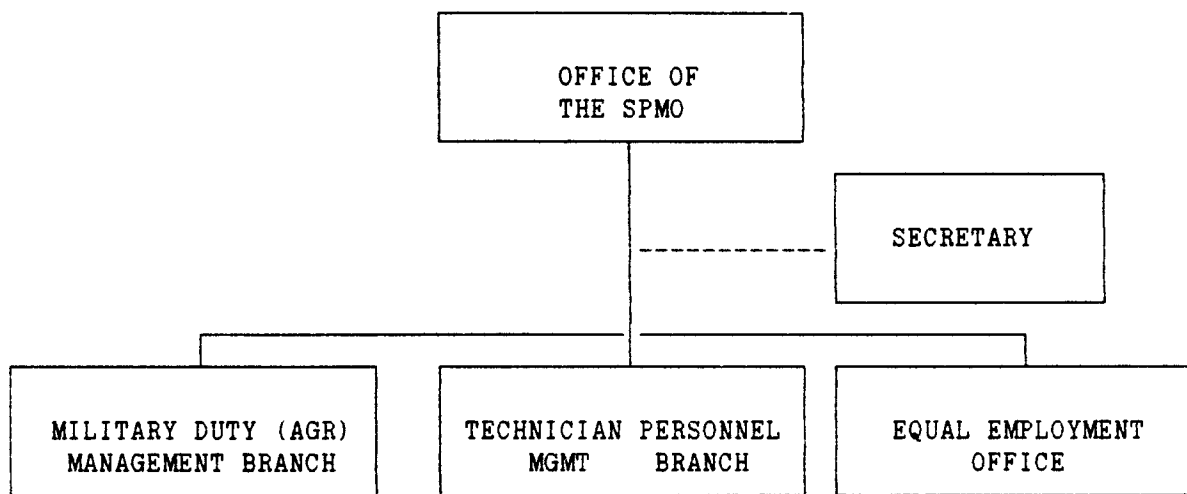 OFFICE OF
THE SPMO
SECRETARY
MILITARY DUTY (AGR)
MANAGEMENT BRANCH
TECHNICIAN PERSONNEL
MGMT BRANCH
EQUAL EMPLOYMENT
OFFICE